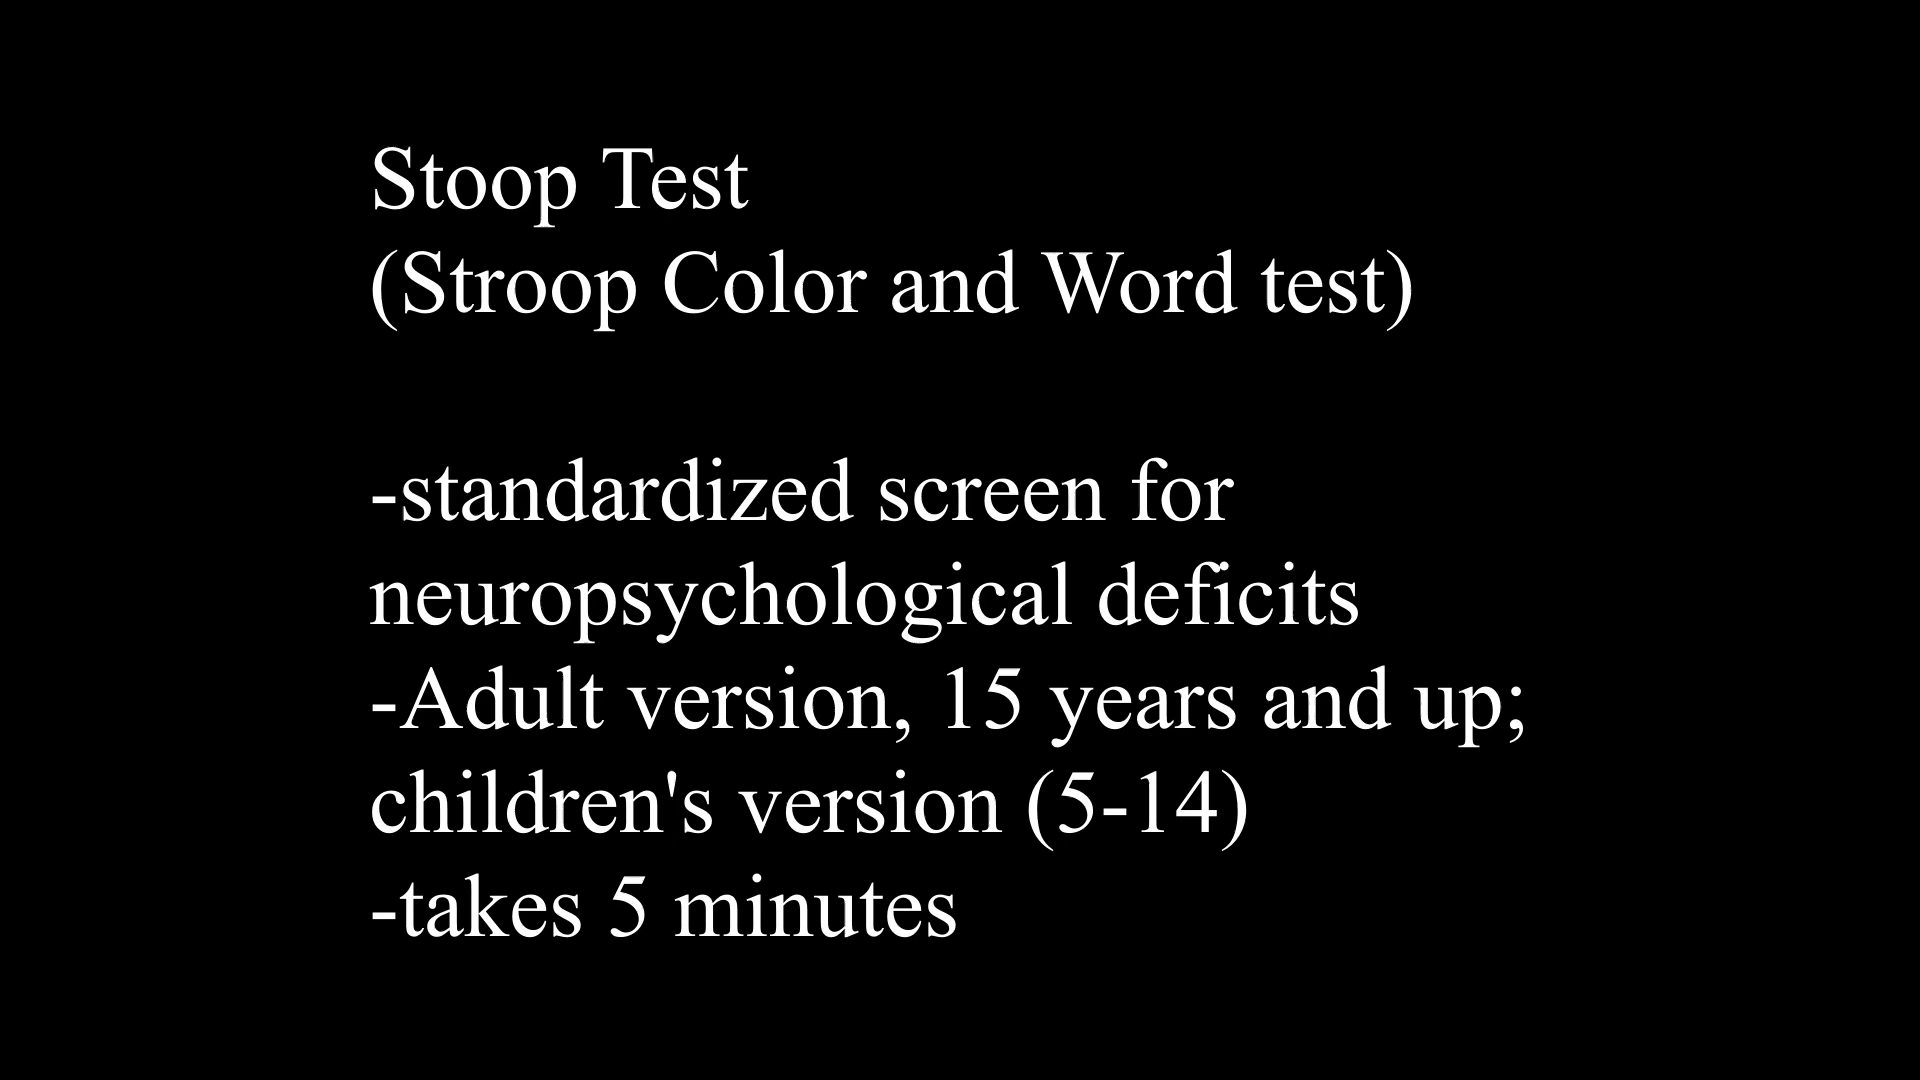 Stoop Test
(Stroop Color and Word test)
-standardized screen for
neuropsychological deficits
-Adult version, 15 years and up;
children's version (5-14)
-takes 5 minutes